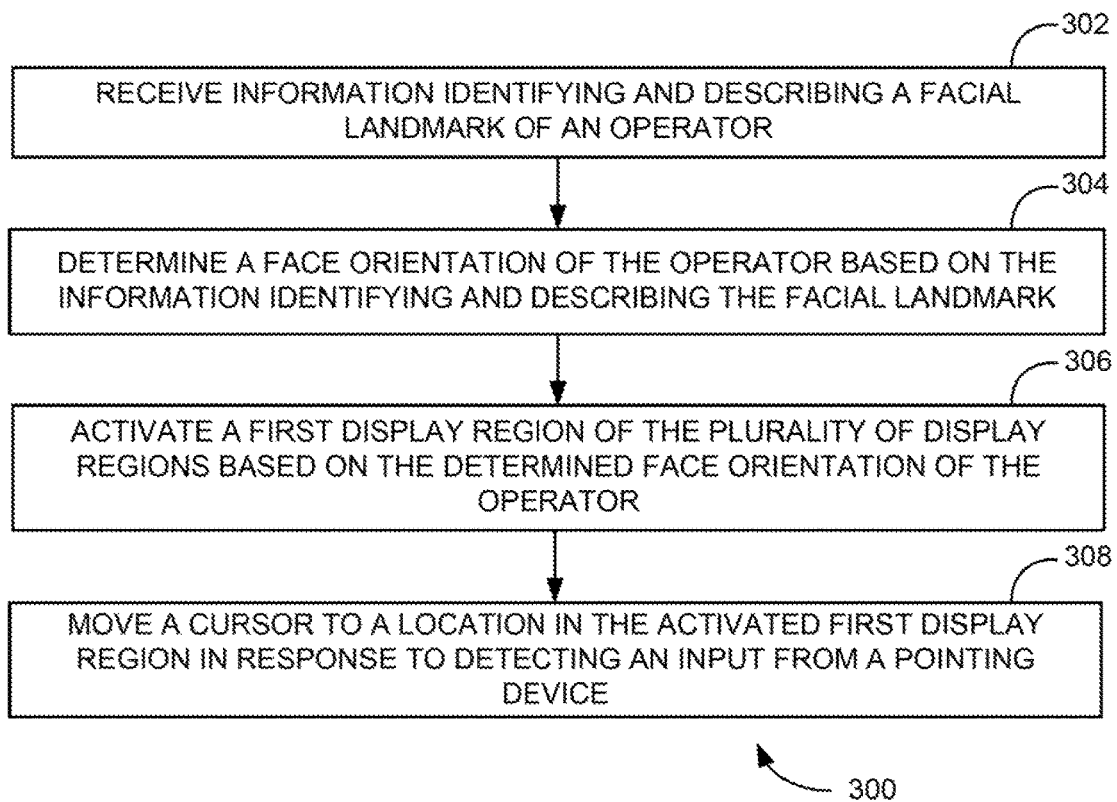 302
RECEIVE INFORMATION IDENTIFYING AND DESCRIBING A FACIAL
LANDMARK OF AN OPERATOR
304
DETERMINE A FACE ORIENTATION OF THE OPERATOR BASED ON THE
INFORMATION IDENTIFYING AND DESCRIBING THE FACIAL LANDMARK
306
ACTIVATE A FIRST DISPLAY REGION OF THE PLURALITY OF DISPLAY
REGIONS BASED ON THE DETERMINED FACE ORIENTATION OF THE
OPERATOR
308
MOVE A CURSOR TO A LOCATION IN THE ACTIVATED FIRST DISPLAY
REGION IN RESPONSE TO DETECTING AN INPUT FROM A POINTING
DEVICE
300